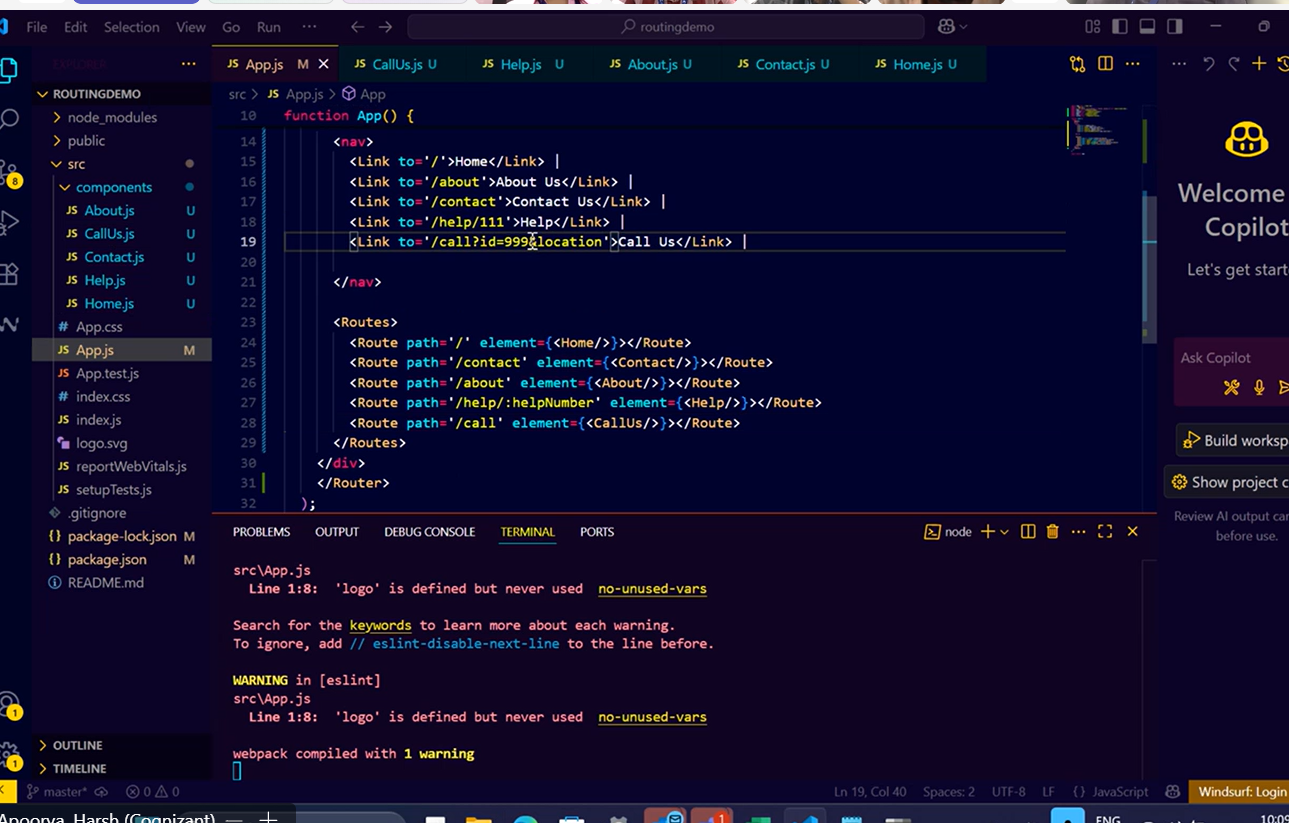 File Edit Selection View Go Run ··· routingdemo
EXPLORER ···
JS App.js M JS CallUs.js U JS Help.js U JS About.js U JS Contact.js U JS Home.js U
src > JS App.js > App
ROUTINGDEMO
node_modules
public
src
components
JS About.js U
JS CallUs.js U
JS Contact.js U
JS Help.js U
JS Home.js U
# App.css
JS App.js M
JS App.test.js
# index.css
JS index.js
logo.svg
JS reportWebVitals.js
JS setupTests.js
.gitignore
{} package-lock.json M
{} package.json M
README.md
OUTLINE
TIMELINE
8
1
1
10 function App() {
14 <nav>
15 <Link to='/'>Home</Link> |
16 <Link to='/about'>About Us</Link> |
17 <Link to='/contact'>Contact Us</Link> |
18 <Link to='/help/111'>Help</Link> |
19 <Link to='/call?id=999&location'>Call Us</Link> |
20
21 </nav>
22
23 <Routes>
24 <Route path='/' element={<Home/>}></Route>
25 <Route path='/contact' element={<Contact/>}></Route>
26 <Route path='/about' element={<About/>}></Route>
27 <Route path='/help/:helpNumber' element={<Help/>}></Route>
28 <Route path='/call' element={<CallUs/>}></Route>
29 </Routes>
30 </div>
31 </Router>
32 );
PROBLEMS OUTPUT DEBUG CONSOLE TERMINAL PORTS node
src\App.js
Line 1:8: 'logo' is defined but never used no-unused-vars
Search for the keywords to learn more about each warning.
To ignore, add // eslint-disable-next-line to the line before.
WARNING in [eslint]
src\App.js
Line 1:8: 'logo' is defined but never used no-unused-vars
webpack compiled with 1 warning
Welcome
Copilot
Let's get start
Ask Copilot
Build worksp
Show project c
Review AI output can
before use.
master* 0 0 Ln 19, Col 40 Spaces: 2 UTF-8 LF {} JavaScript Windsurf: Login
Apoorva, Harsh (Cognizant) 1 ENG 10:09